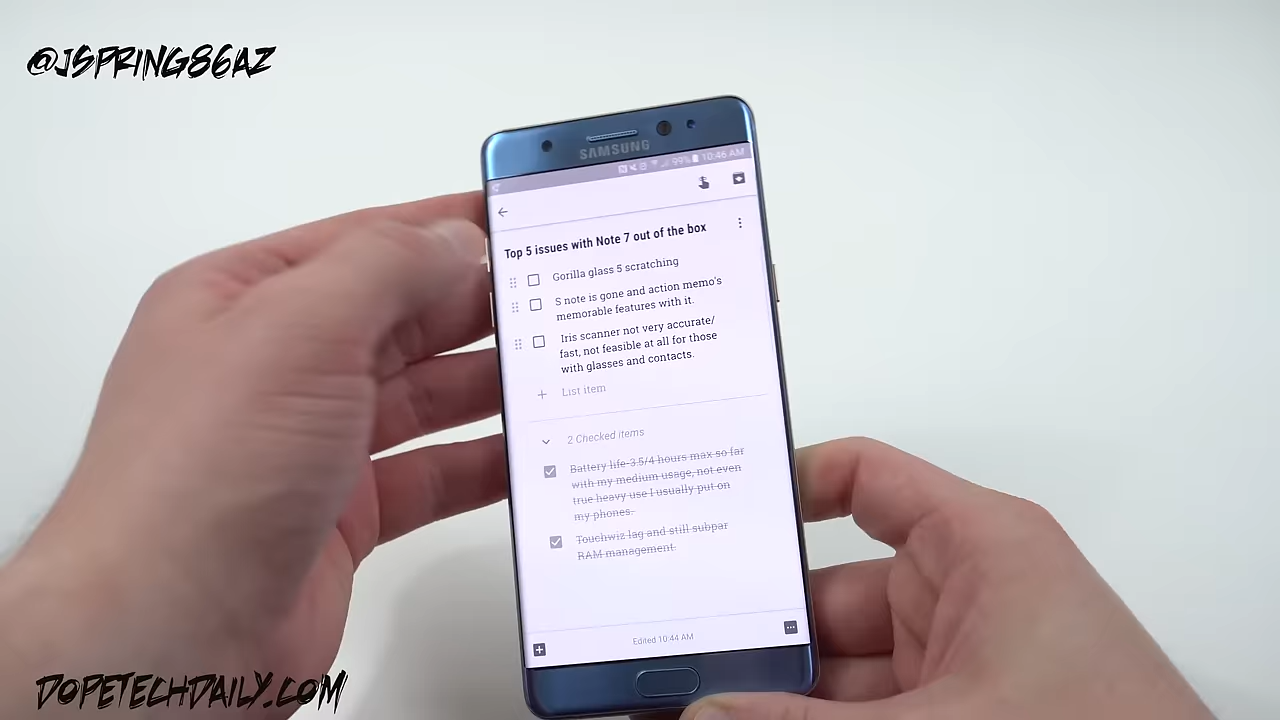 @JSPRING86AZ
SAMSUNG
99% 10:46 AM
Top 5 issues with Note 7 out of the box
Gorilla glass 5 scratching
S note is gone and action memo's
memorable features with it.
Iris scanner not very accurate/
fast, not feasible at all for those
with glasses and contacts.
+ List item
2 Checked items
Battery life-3.5/4 hours max so far
with my medium usage, not even
true heavy use I usually put on
my phones.
Touchwiz lag and still subpar
RAM management.
Edited 10:44 AM
DOPETECHDAILY.COM